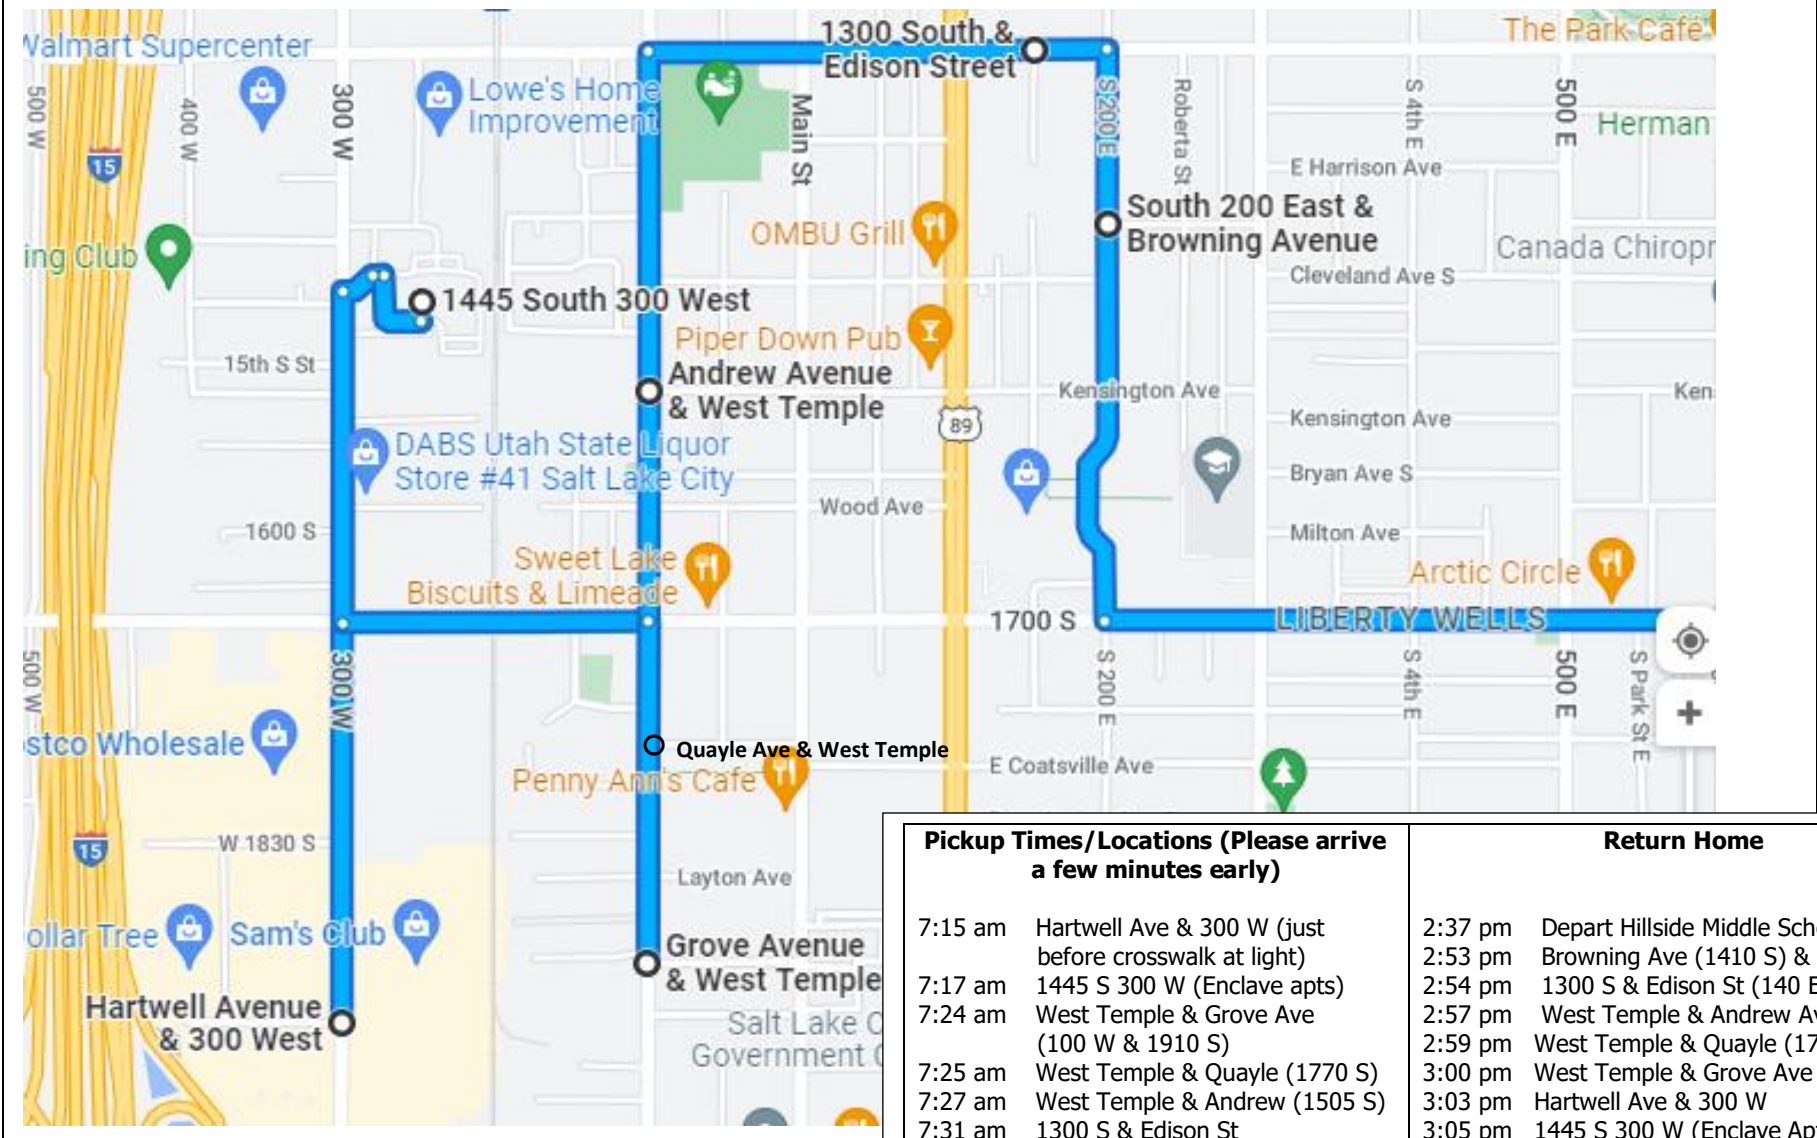 Walmart Supercenter
1300 South &
Edison Street
The Park Café
500 W
400 W
300 W
15
Lowe's Home
Improvement
Main St
S 200 E
Roberta St
S 4th E
500 E
Herman
E Harrison Ave
South 200 East &
Browning Avenue
OMBU Grill
Canada Chiropr
ing Club
Cleveland Ave S
1445 South 300 West
Piper Down Pub
15th S St
Andrew Avenue
& West Temple
Kensington Ave
Ken
Kensington Ave
89
DABS Utah State Liquor
Store #41 Salt Lake City
Bryan Ave S
Wood Ave
1600 S
Milton Ave
Sweet Lake
Biscuits & Limeade
Arctic Circle
1700 S
LIBERTY WELLS
500 W
300 W
S 200 E
S 4th E
500 E
S Park St E
stco Wholesale
Quayle Ave & West Temple
Penny Ann's Cafe
E Coatsville Ave
W 1830 S
15
Layton Ave
ollar Tree
Sam's Club
Grove Avenue
& West Temple
Hartwell Avenue
& 300 West
Salt Lake C
Government
Pickup Times/Locations (Please arrive
a few minutes early)
7:15 am Hartwell Ave & 300 W (just
before crosswalk at light)
7:17 am 1445 S 300 W (Enclave apts)
7:24 am West Temple & Grove Ave
(100 W & 1910 S)
7:25 am West Temple & Quayle (1770 S)
7:27 am West Temple & Andrew (1505 S)
7:31 am 1300 S & Edison St
Return Home
2:37 pm Depart Hillside Middle Sch
2:53 pm Browning Ave (1410 S) &
2:54 pm 1300 S & Edison St (140 E
2:57 pm West Temple & Andrew Av
2:59 pm West Temple & Quayle (17
3:00 pm West Temple & Grove Ave
3:03 pm Hartwell Ave & 300 W
3:05 pm 1445 S 300 W (Enclave Ap